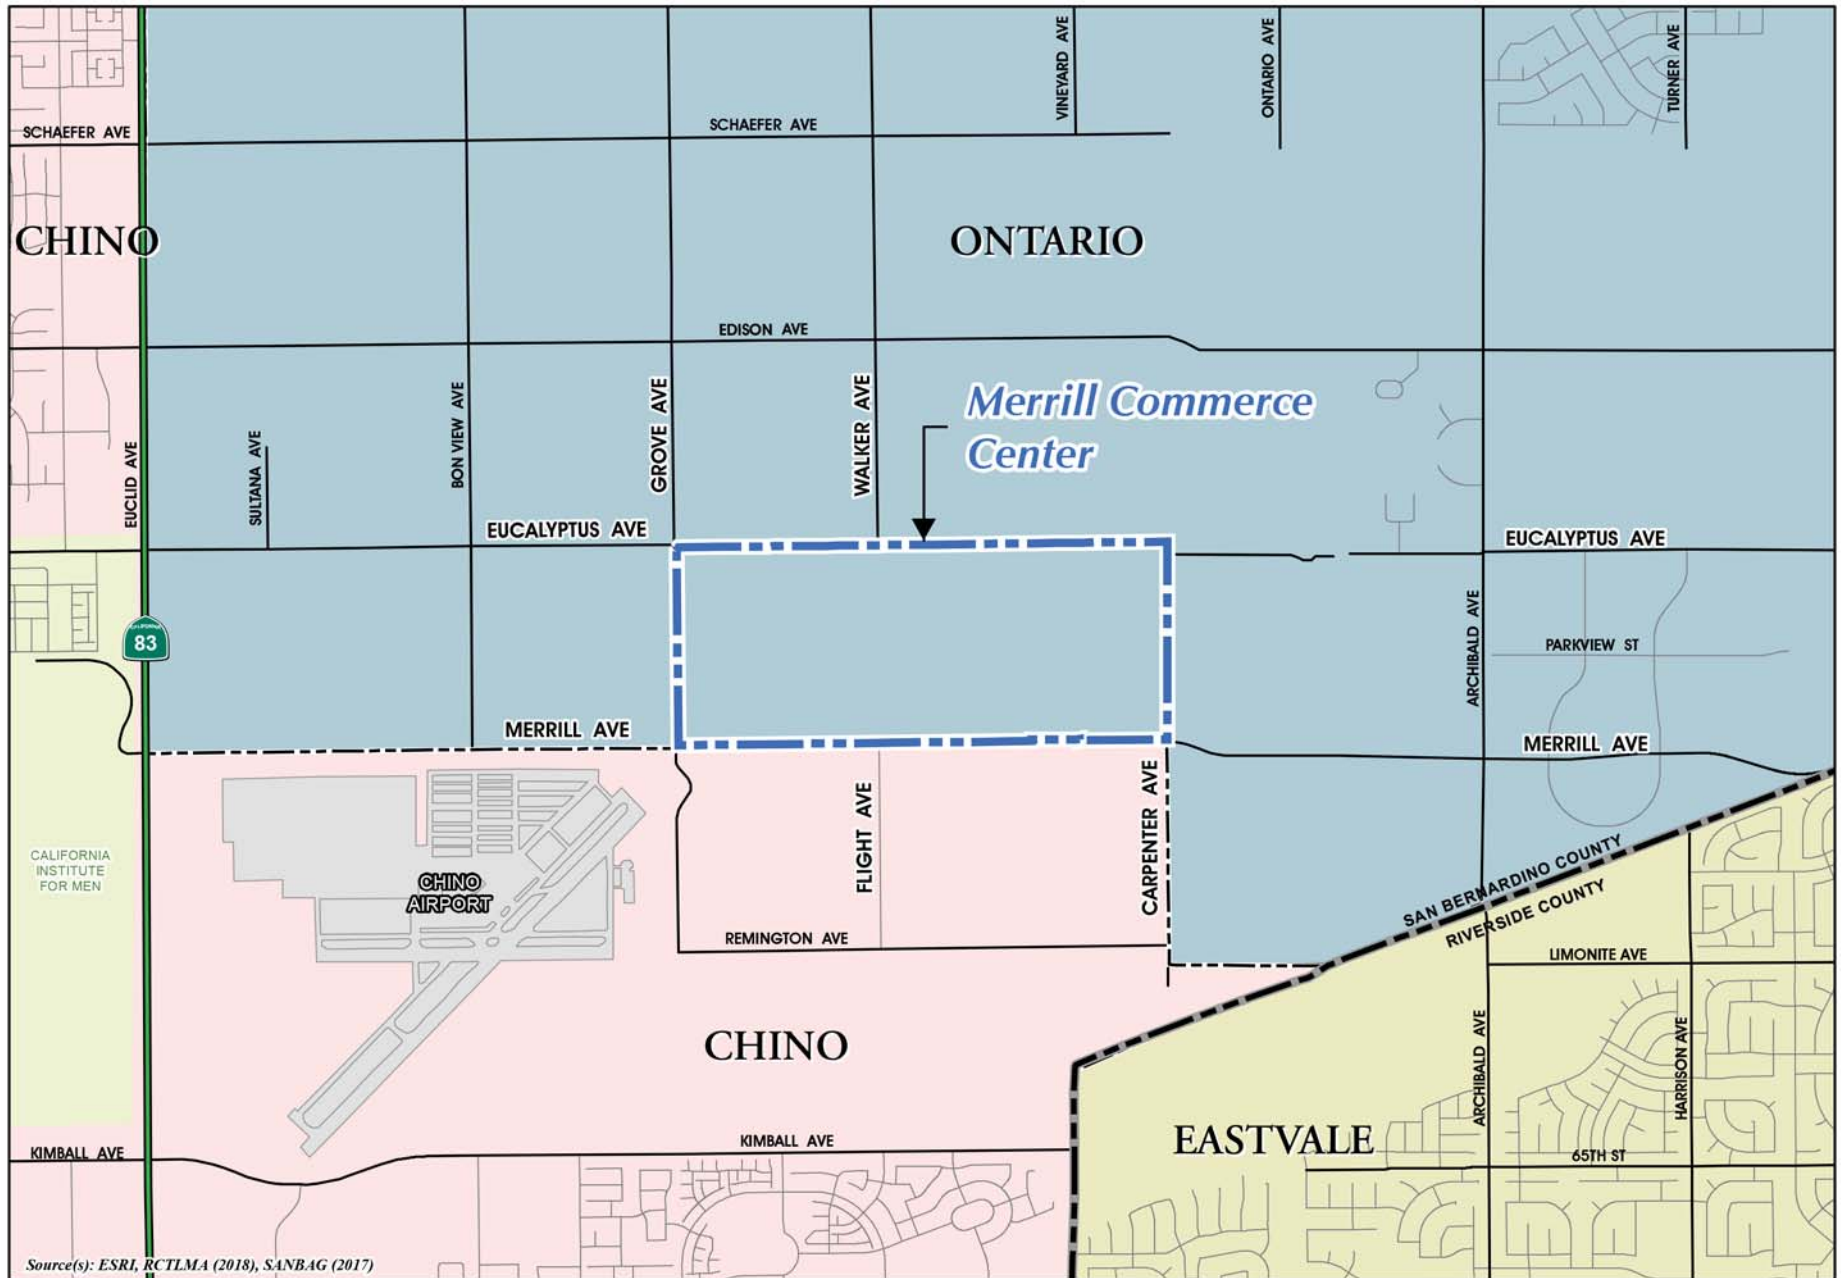 VINEYARD AVE
ONTARIO AVE
TURNER AVE
SCHAEFER AVE
SCHAEFER AVE
CHINO
ONTARIO
EDISON AVE
EUCLID AVE
SULTANA AVE
BON VIEW AVE
GROVE AVE
WALKER AVE
Merrill Commerce
Center
EUCALYPTUS AVE
EUCALYPTUS AVE
CALIFORNIA
83
ARCHIBALD AVE
PARKVIEW ST
MERRILL AVE
MERRILL AVE
CALIFORNIA
INSTITUTE
FOR MEN
CHINO
AIRPORT
FLIGHT AVE
CARPENTER AVE
SAN BERNARDINO COUNTY
RIVERSIDE COUNTY
REMINGTON AVE
LIMONITE AVE
CHINO
ARCHIBALD AVE
HARRISON AVE
EASTVALE
KIMBALL AVE
KIMBALL AVE
65TH ST
Source(s): ESRI, RCTLMA (2018), SANBAG (2017)